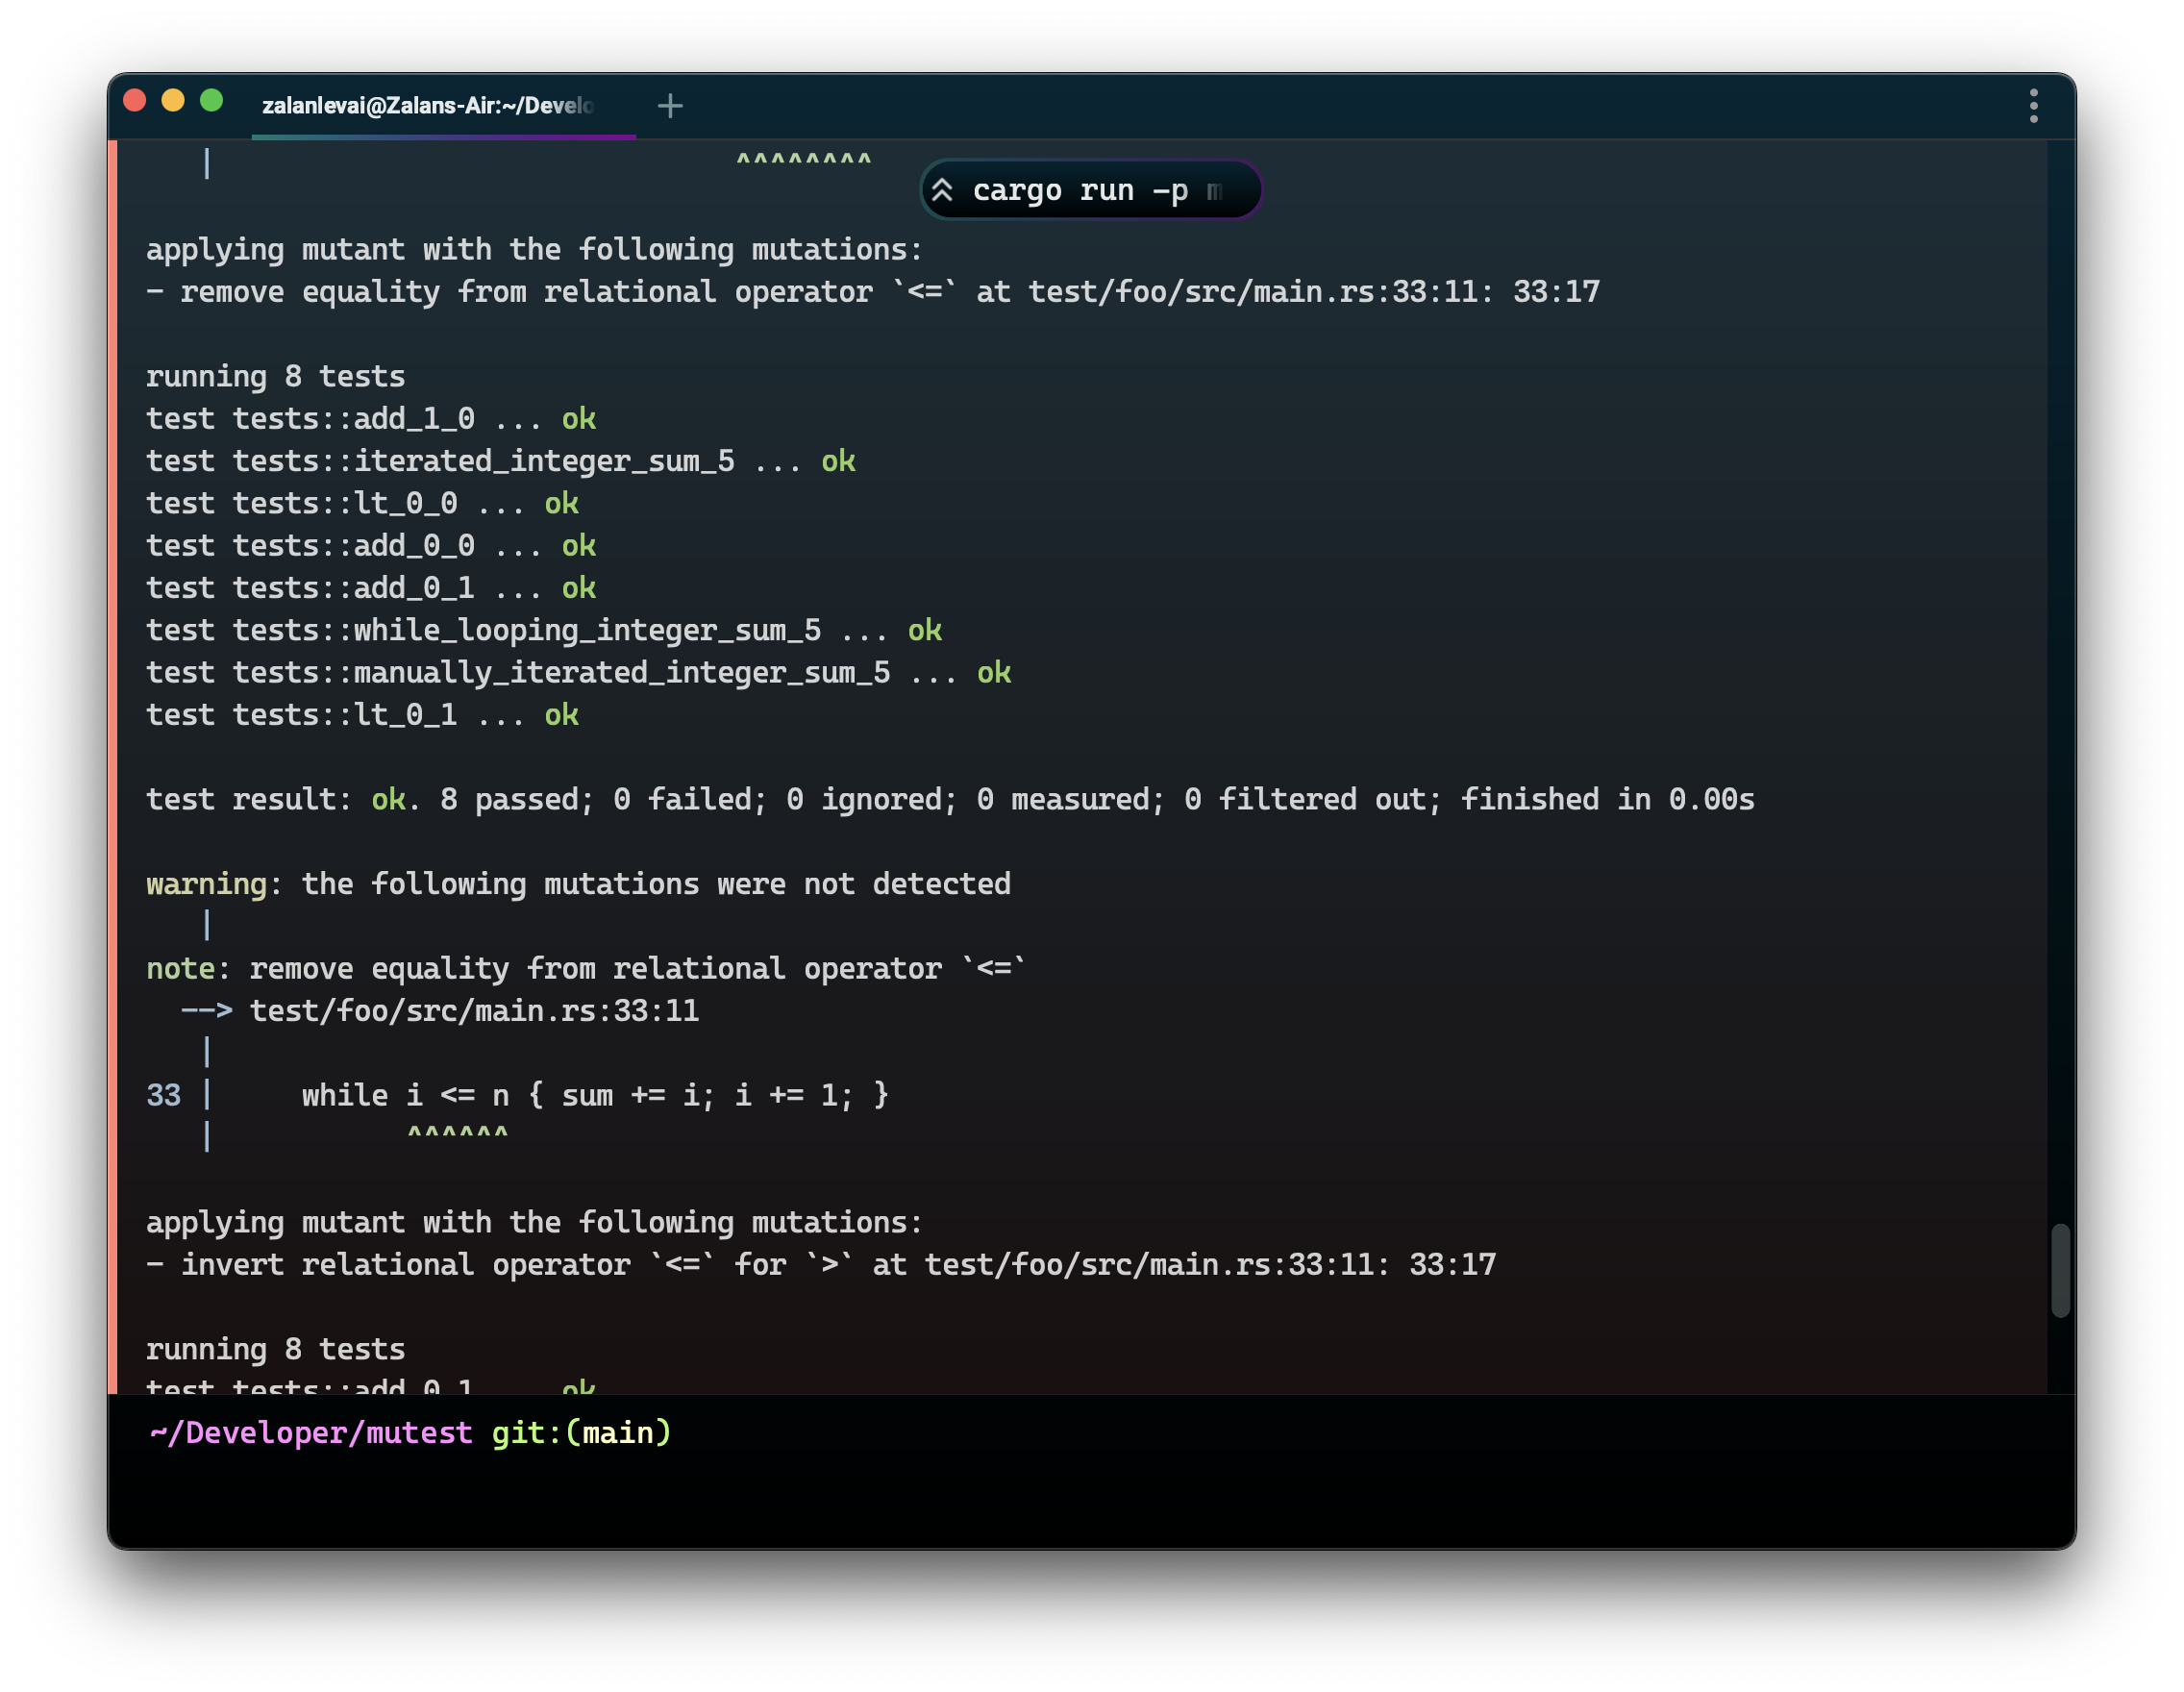 zalanlevai@Zalans-Air:~/Develo
|                              ^^^^^^^^
cargo run -p m
applying mutant with the following mutations:
- remove equality from relational operator `<=` at test/foo/src/main.rs:33:11: 33:17
running 8 tests
test tests::add_1_0 ... ok
test tests::iterated_integer_sum_5 ... ok
test tests::lt_0_0 ... ok
test tests::add_0_0 ... ok
test tests::add_0_1 ... ok
test tests::while_looping_integer_sum_5 ... ok
test tests::manually_iterated_integer_sum_5 ... ok
test tests::lt_0_1 ... ok
test result: ok. 8 passed; 0 failed; 0 ignored; 0 measured; 0 filtered out; finished in 0.00s
warning: the following mutations were not detected
|
note: remove equality from relational operator `<=`
--> test/foo/src/main.rs:33:11
|
33 |     while i <= n { sum += i; i += 1; }
|           ^^^^^^
applying mutant with the following mutations:
- invert relational operator `<=` for `>` at test/foo/src/main.rs:33:11: 33:17
running 8 tests
test tests::add_0_1 ... ok
~/Developer/mutest git:(main)